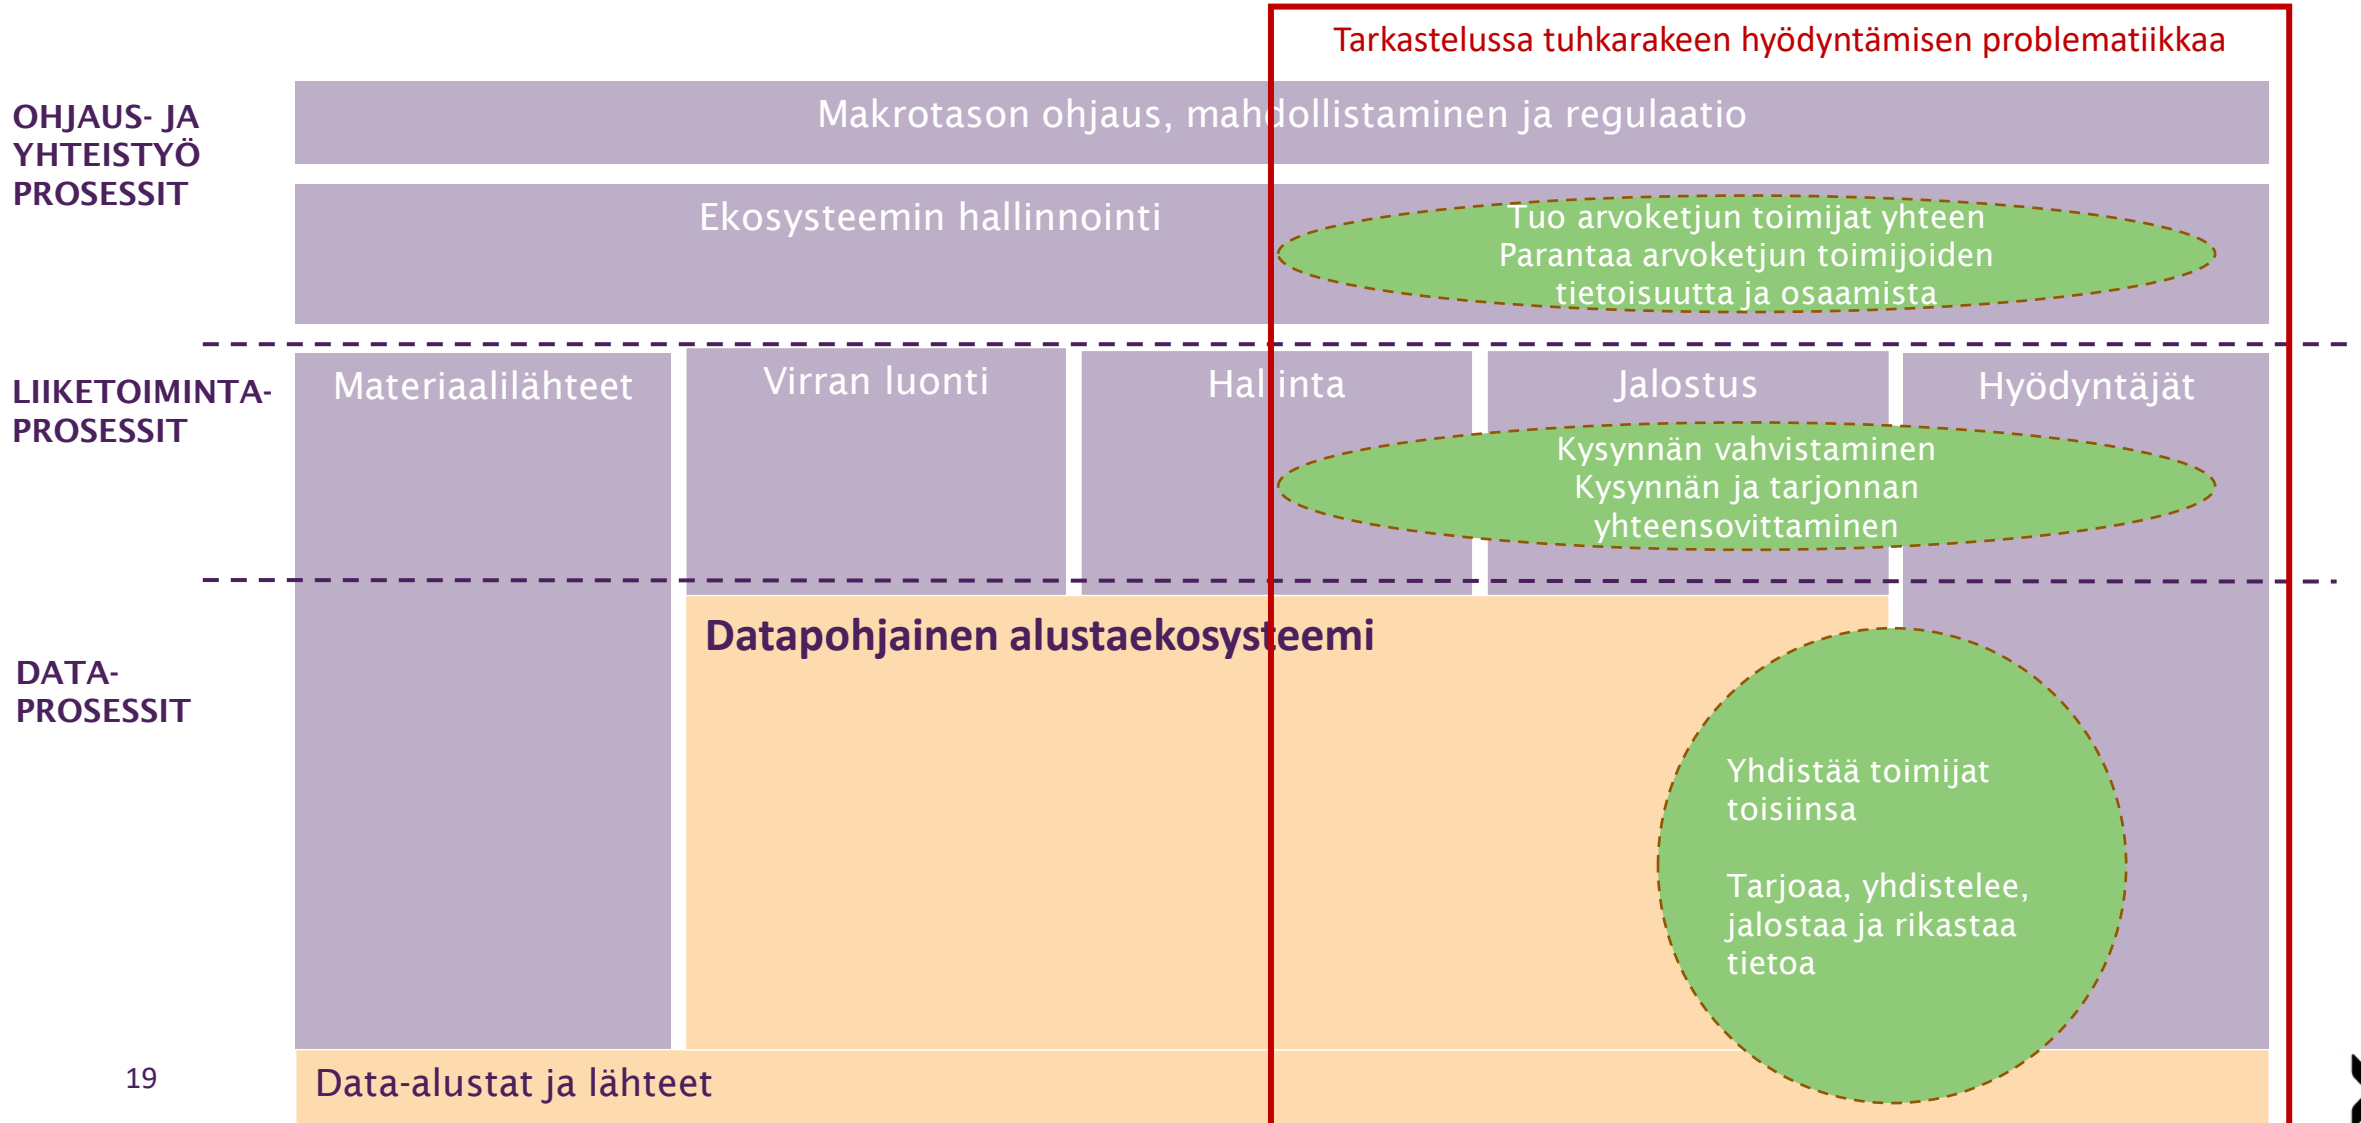 Tarkastelussa tuhkarakeen hyödyntämisen problematiikkaa
OHJAUS- JA
YHTEISTYÖ
PROSESSIT
Makrotason ohjaus, mahdollistaminen ja regulaatio
Ekosysteemin hallinnointi
Tuo arvoketjun toimijat yhteen
Parantaa arvoketjun toimijoiden
tietoisuutta ja osaamista
LIIKETOIMINTA-
PROSESSIT
Materiaalilähteet
Virran luonti
Hallinta
Jalostus
Hyödyntäjät
Kysynnän vahvistaminen
Kysynnän ja tarjonnan
yhteensovittaminen
DATA-
PROSESSIT
Datapohjainen alustaekosysteemi
Yhdistää toimijat
toisiinsa
Tarjoaa, yhdistelee,
jalostaa ja rikastaa
tietoa
Data-alustat ja lähteet
19